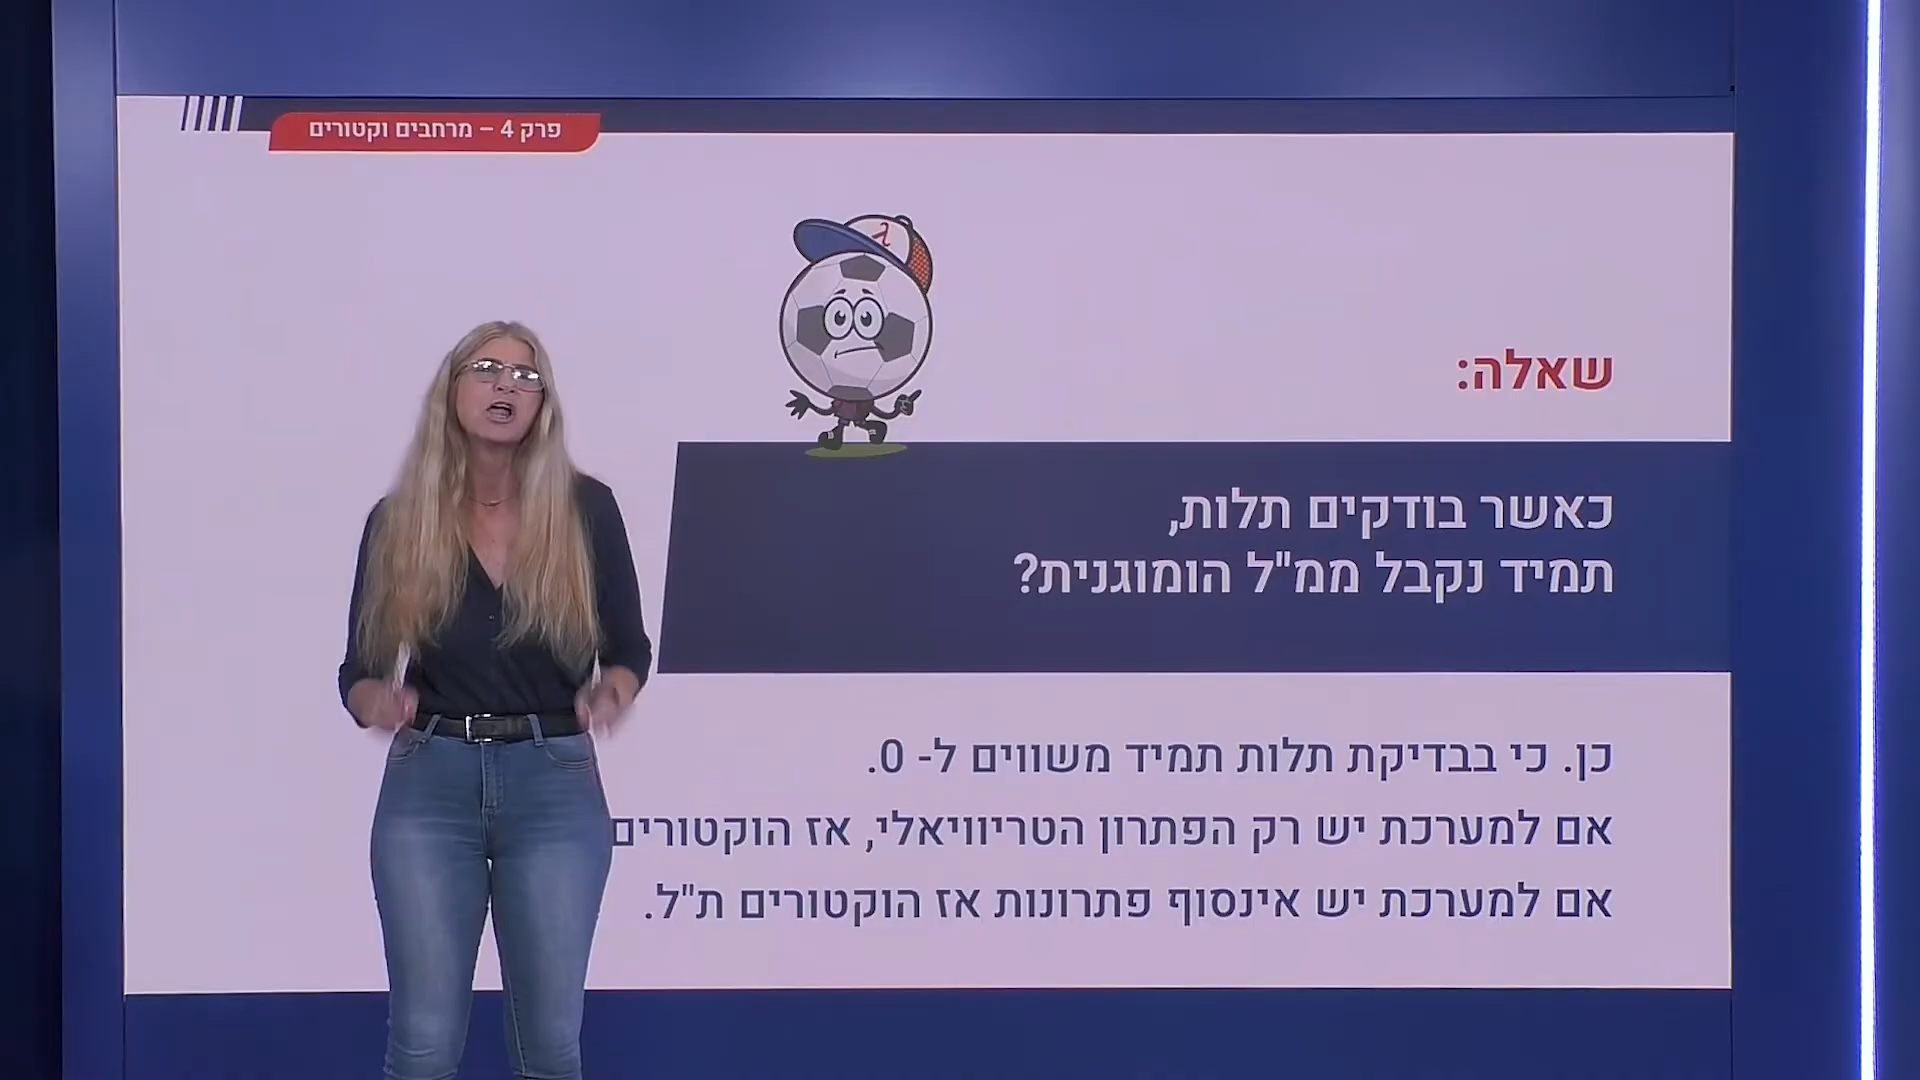 פרק 4 – מרחבים וקטורים
λ
שאלה:
כאשר בודקים תלות,
תמיד נקבל ממ"ל הומוגנית?
כן. כי בבדיקת תלות תמיד משווים ל- 0.
אם למערכת יש רק הפתרון הטריוויאלי, אז הוקטורים
אם למערכת יש אינסוף פתרונות אז הוקטורים ת"ל.